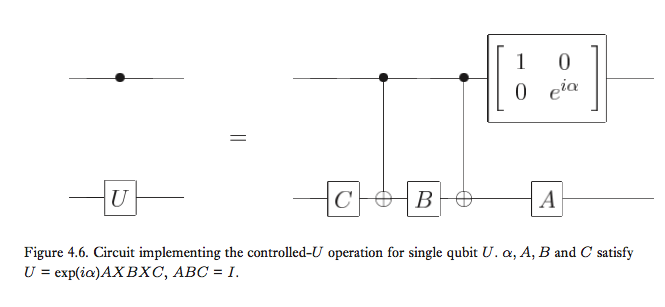 1 0
0 e^{iα}
=
U C B A
Figure 4.6. Circuit implementing the controlled-U operation for single qubit U. α, A, B and C satisfy
U = exp(iα)AXBXC, ABC = I.